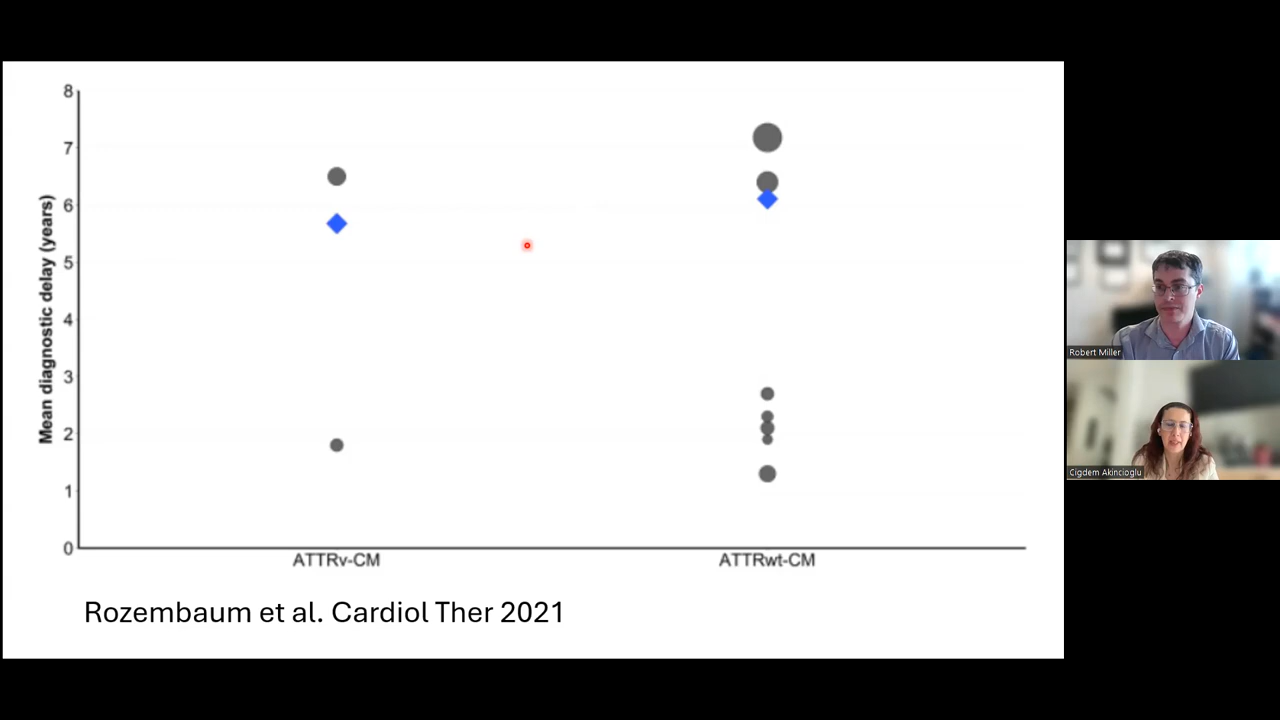 Mean diagnostic delay (years)
8
7
6
5
4
3
2
1
0
ATTRv-CM ATTRwt-CM
Rozembaum et al. Cardiol Ther 2021
Robert Miller
Cigdem Akincioglu